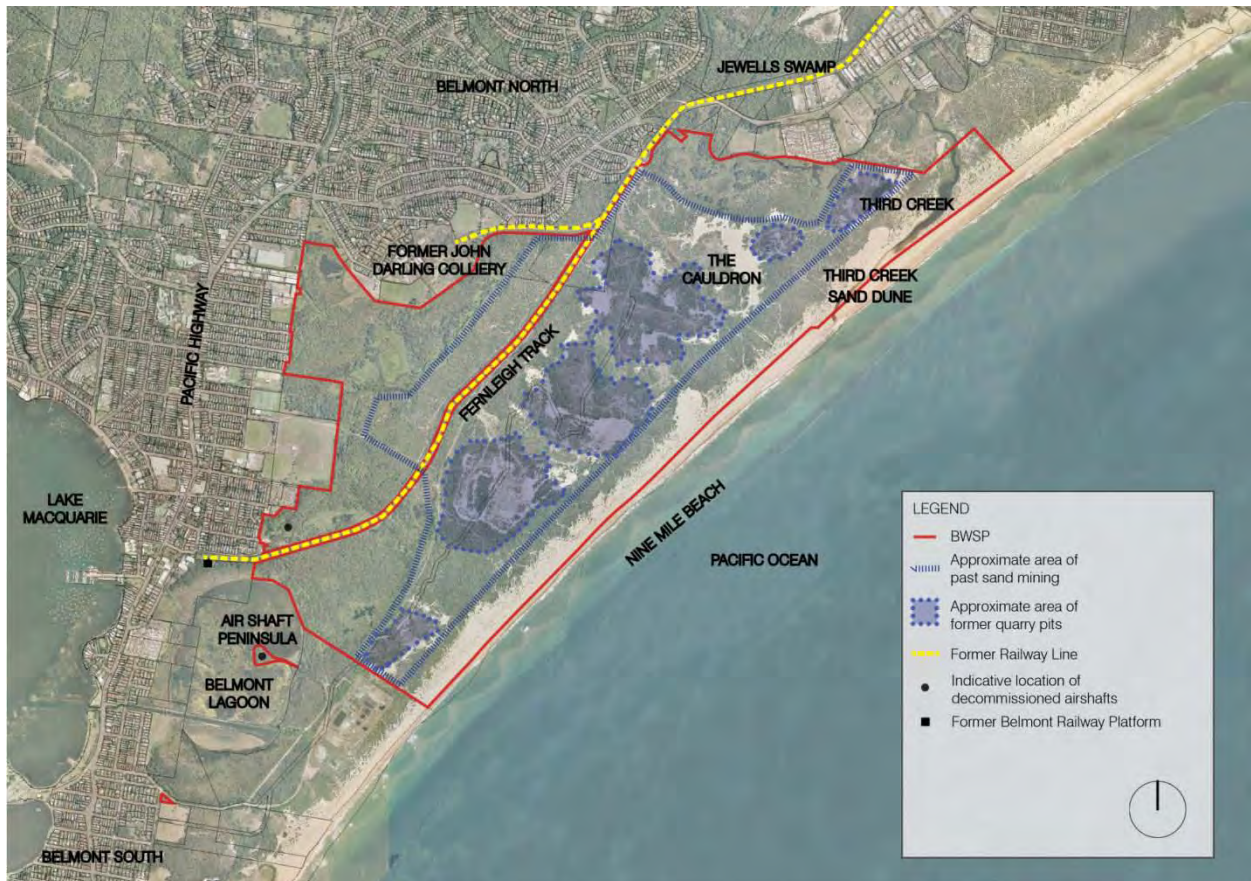 JEWELLS SWAMP
BELMONT NORTH
THIRD CREEK
FORMER JOHN
DARLING COLLIERY
THE
CAULDRON
THIRD CREEK
SAND DUNE
PACIFIC HIGHWAY
FERNLEIGH TRACK
LAKE
MACQUARIE
NINE MILE BEACH
PACIFIC OCEAN
AIR SHAFT
PENINSULA
BELMONT
LAGOON
BELMONT SOUTH
LEGEND
BWSP
Approximate area of
past sand mining
Approximate area of
former quarry pits
Former Railway Line
Indicative location of
decommissioned airshafts
Former Belmont Railway Platform